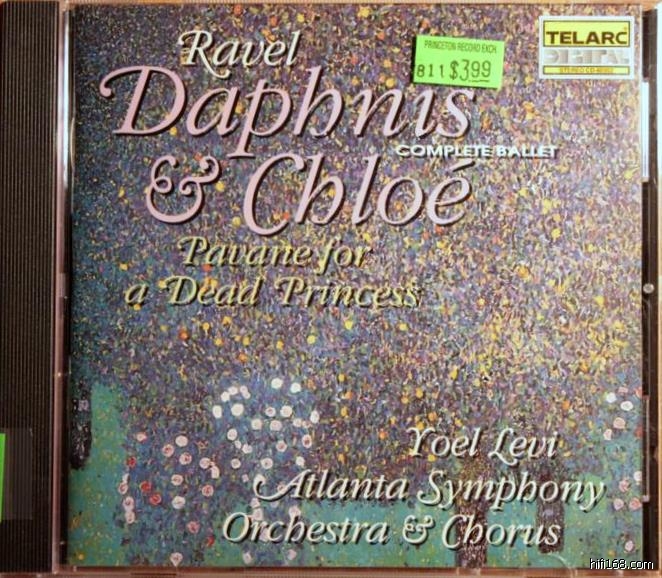 Ravel
Daphnis
& Chloé
COMPLETE BALLET
Pavane for
a Dead Princess
PRINCETON RECORD EXCH.
811 $3.99
TELARC
DIGITAL
Yoel Levi
Atlanta Symphony
Orchestra & Chorus
hifi168.com